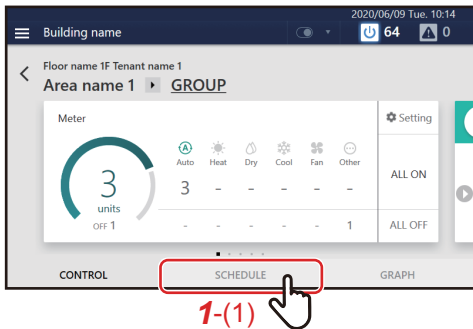 2020/06/09 Tue. 10:14
Building name 64 0
Floor name 1F Tenant name 1
Area name 1 GROUP
Meter
Setting
A
Auto Heat Dry Cool Fan Other
3 - - - - -
3
units
OFF 1
- - - - - 1
ALL ON
ALL OFF
CONTROL SCHEDULE GRAPH
1-(1)